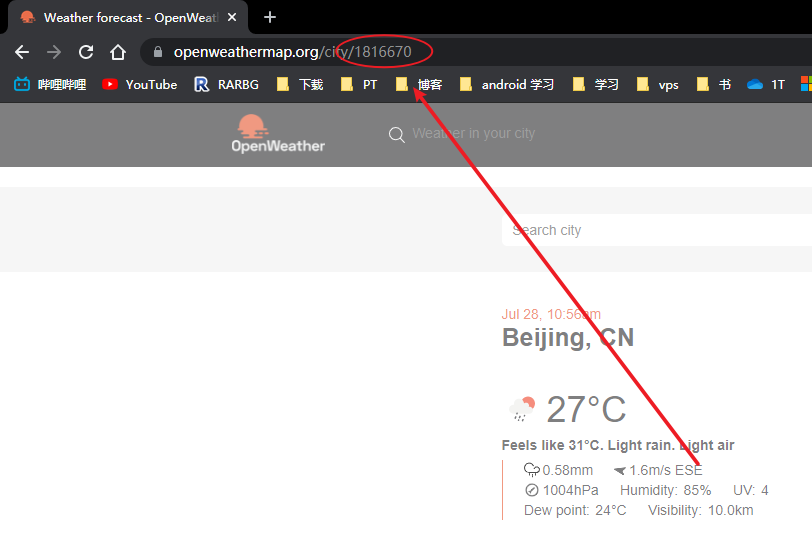 Weather forecast - OpenWeat
openweathermap.org/city/1816670
哔哩哔哩 YouTube RARBG 下载 PT 博客 android 学习 学习 vps 书 1T
OpenWeather Weather in your city
Search city
Jul 28, 10:56am
Beijing, CN
27°C
Feels like 31°C. Light rain. Light air
0.58mm 1.6m/s ESE
1004hPa Humidity: 85% UV: 4
Dew point: 24°C Visibility: 10.0km